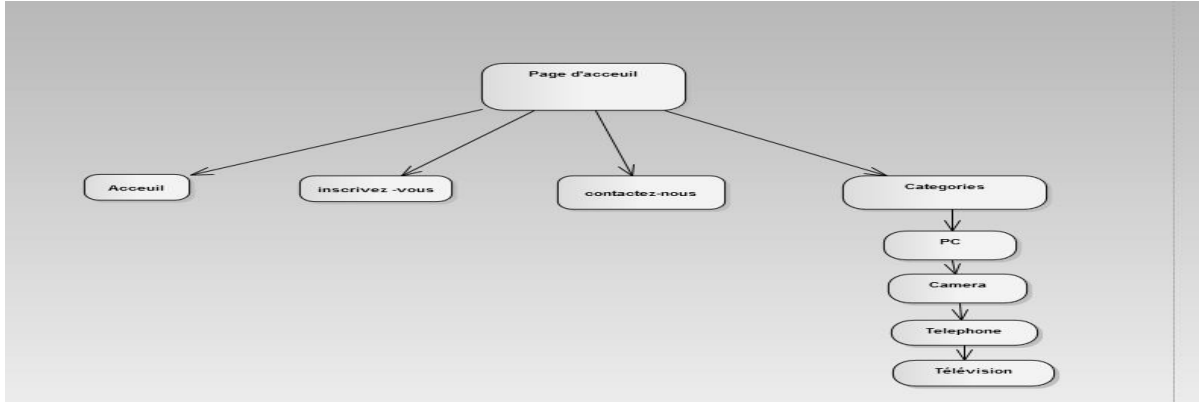 Page d'acceuil
Acceuil
inscrivez -vous
contactez-nous
Categories
PC
Camera
Telephone
Télévision